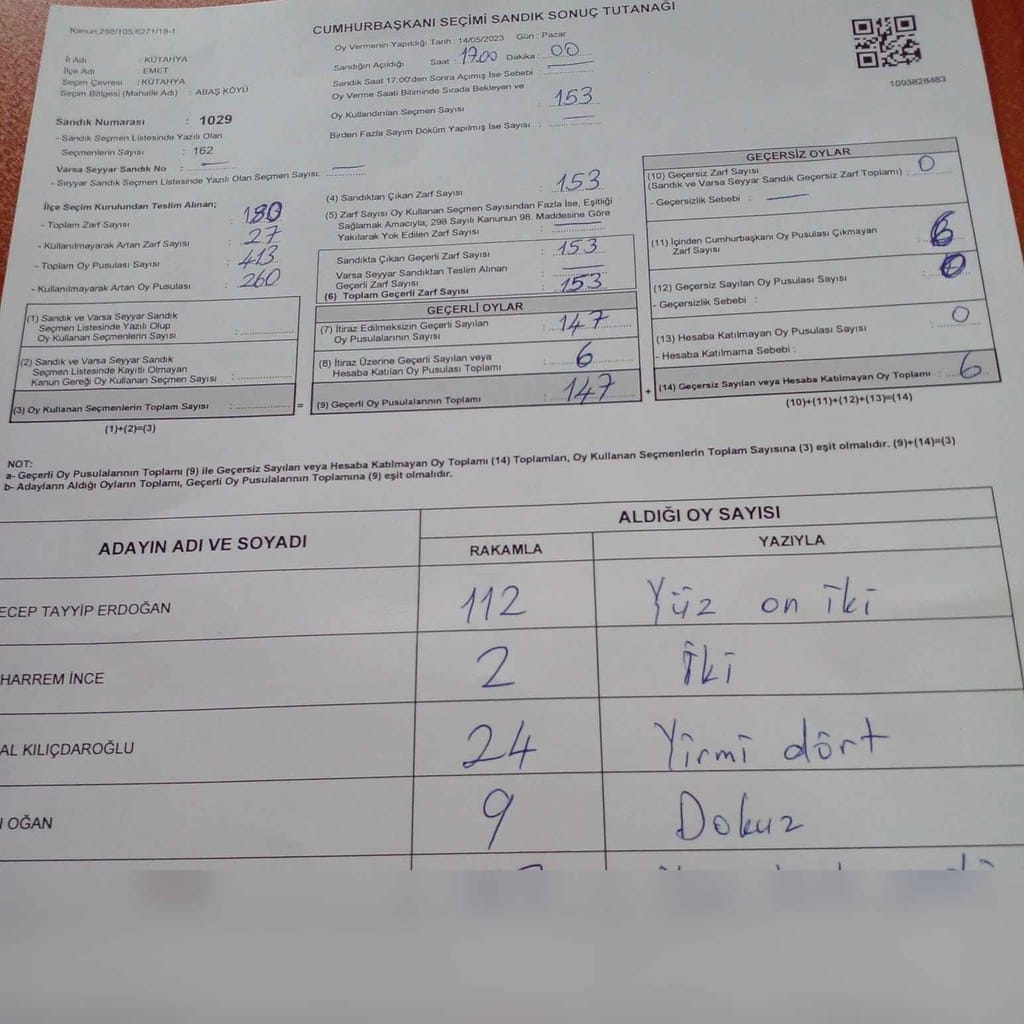 Kanun,298/105,6271/18-1
CUMHURBAŞKANI SEÇİMİ SANDIK SONUÇ TUTANAĞI
İl Adı : KÜTAHYA
İlçe Adı : EMET
Seçim Çevresi : KÜTAHYA
Seçim Bölgesi (Mahalle Adı) : ABAŞ KÖYÜ
Sandık Numarası : 1029
- Sandık Seçmen Listesinde Yazılı Olan
Seçmenlerin Sayısı : 162
Varsa Seyyar Sandık No :
- Seyyar Sandık Seçmen Listesinde Yazılı Olan Seçmen Sayısı:
Oy Vermenin Yapıldığı Tarih : 14/05/2023 Gün : Pazar
Sandığın Açıldığı Saat : 17.00 Dakika : 00
Sandık Saat 17:00'den Sonra Açımış İse Sebebi :
Oy Verme Saati Bitiminde Sırada Bekleyen ve
Oy Kullandırılan Seçmen Sayısı : 153
Birden Fazla Sayım Döküm Yapılmış İse Sayısı :
1093828483
İlçe Seçim Kurulundan Teslim Alınan;
- Toplam Zarf Sayısı : 180
- Kullanılmayarak Artan Zarf Sayısı : 27
- Toplam Oy Pusulası Sayısı : 413
- Kullanılmayarak Artan Oy Pusulası : 260
(1) Sandık ve Varsa Seyyar Sandık
Seçmen Listesinde Yazılı Olup
Oy Kullanan Seçmenlerin Sayısı :
(2) Sandık ve Varsa Seyyar Sandık
Seçmen Listesinde Kayıtlı Olmayan
Kanun Gereği Oy Kullanan Seçmen Sayısı :
(3) Oy Kullanan Seçmenlerin Toplam Sayısı : =
(1)+(2)=(3)
(4) Sandıktan Çıkan Zarf Sayısı : 153
(5) Zarf Sayısı Oy Kullanan Seçmen Sayısından Fazla İse, Eşitliği
Sağlamak Amacıyla, 298 Sayılı Kanunun 98. Maddesine Göre
Yakılarak Yok Edilen Zarf Sayısı :
Sandıkta Çıkan Geçerli Zarf Sayısı : 153
Varsa Seyyar Sandıktan Teslim Alınan
Geçerli Zarf Sayısı :
(6) Toplam Geçerli Zarf Sayısı : 153
GEÇERLİ OYLAR
(7) İtiraz Edilmeksizin Geçerli Sayılan
Oy Pusulalarının Sayısı : 147
(8) İtiraz Üzerine Geçerli Sayılan veya
Hesaba Katılan Oy Pusulası Toplamı : 6
(9) Geçerli Oy Pusulalarının Toplamı : 147 +
GEÇERSİZ OYLAR
(10) Geçersiz Zarf Sayısı
(Sandık ve Varsa Seyyar Sandık Geçersiz Zarf Toplamı) : 0
- Geçersizlik Sebebi :
(11) İçinden Cumhurbaşkanı Oy Pusulası Çıkmayan
Zarf Sayısı : 6
(12) Geçersiz Sayılan Oy Pusulası Sayısı : 0
- Geçersizlik Sebebi :
(13) Hesaba Katılmayan Oy Pusulası Sayısı : 0
- Hesaba Katılmama Sebebi :
(14) Geçersiz Sayılan veya Hesaba Katılmayan Oy Toplamı : 6
(10)+(11)+(12)+(13)=(14)
NOT:
a- Geçerli Oy Pusulalarının Toplamı (9) ile Geçersiz Sayılan veya Hesaba Katılmayan Oy Toplamı (14) Toplamları, Oy Kullanan Seçmenlerin Toplam Sayısına (3) eşit olmalıdır. (9)+(14)=(3)
b- Adayların Aldığı Oyların Toplamı, Geçerli Oy Pusulalarının Toplamına (9) eşit olmalıdır.
ADAYIN ADI VE SOYADI
ALDIĞI OY SAYISI
RAKAMLA YAZIYLA
ECEP TAYYİP ERDOĞAN 112 Yüz on iki
HARREM İNCE 2 İki
AL KILIÇDAROĞLU 24 Yirmi dört
OĞAN 9 Dokuz